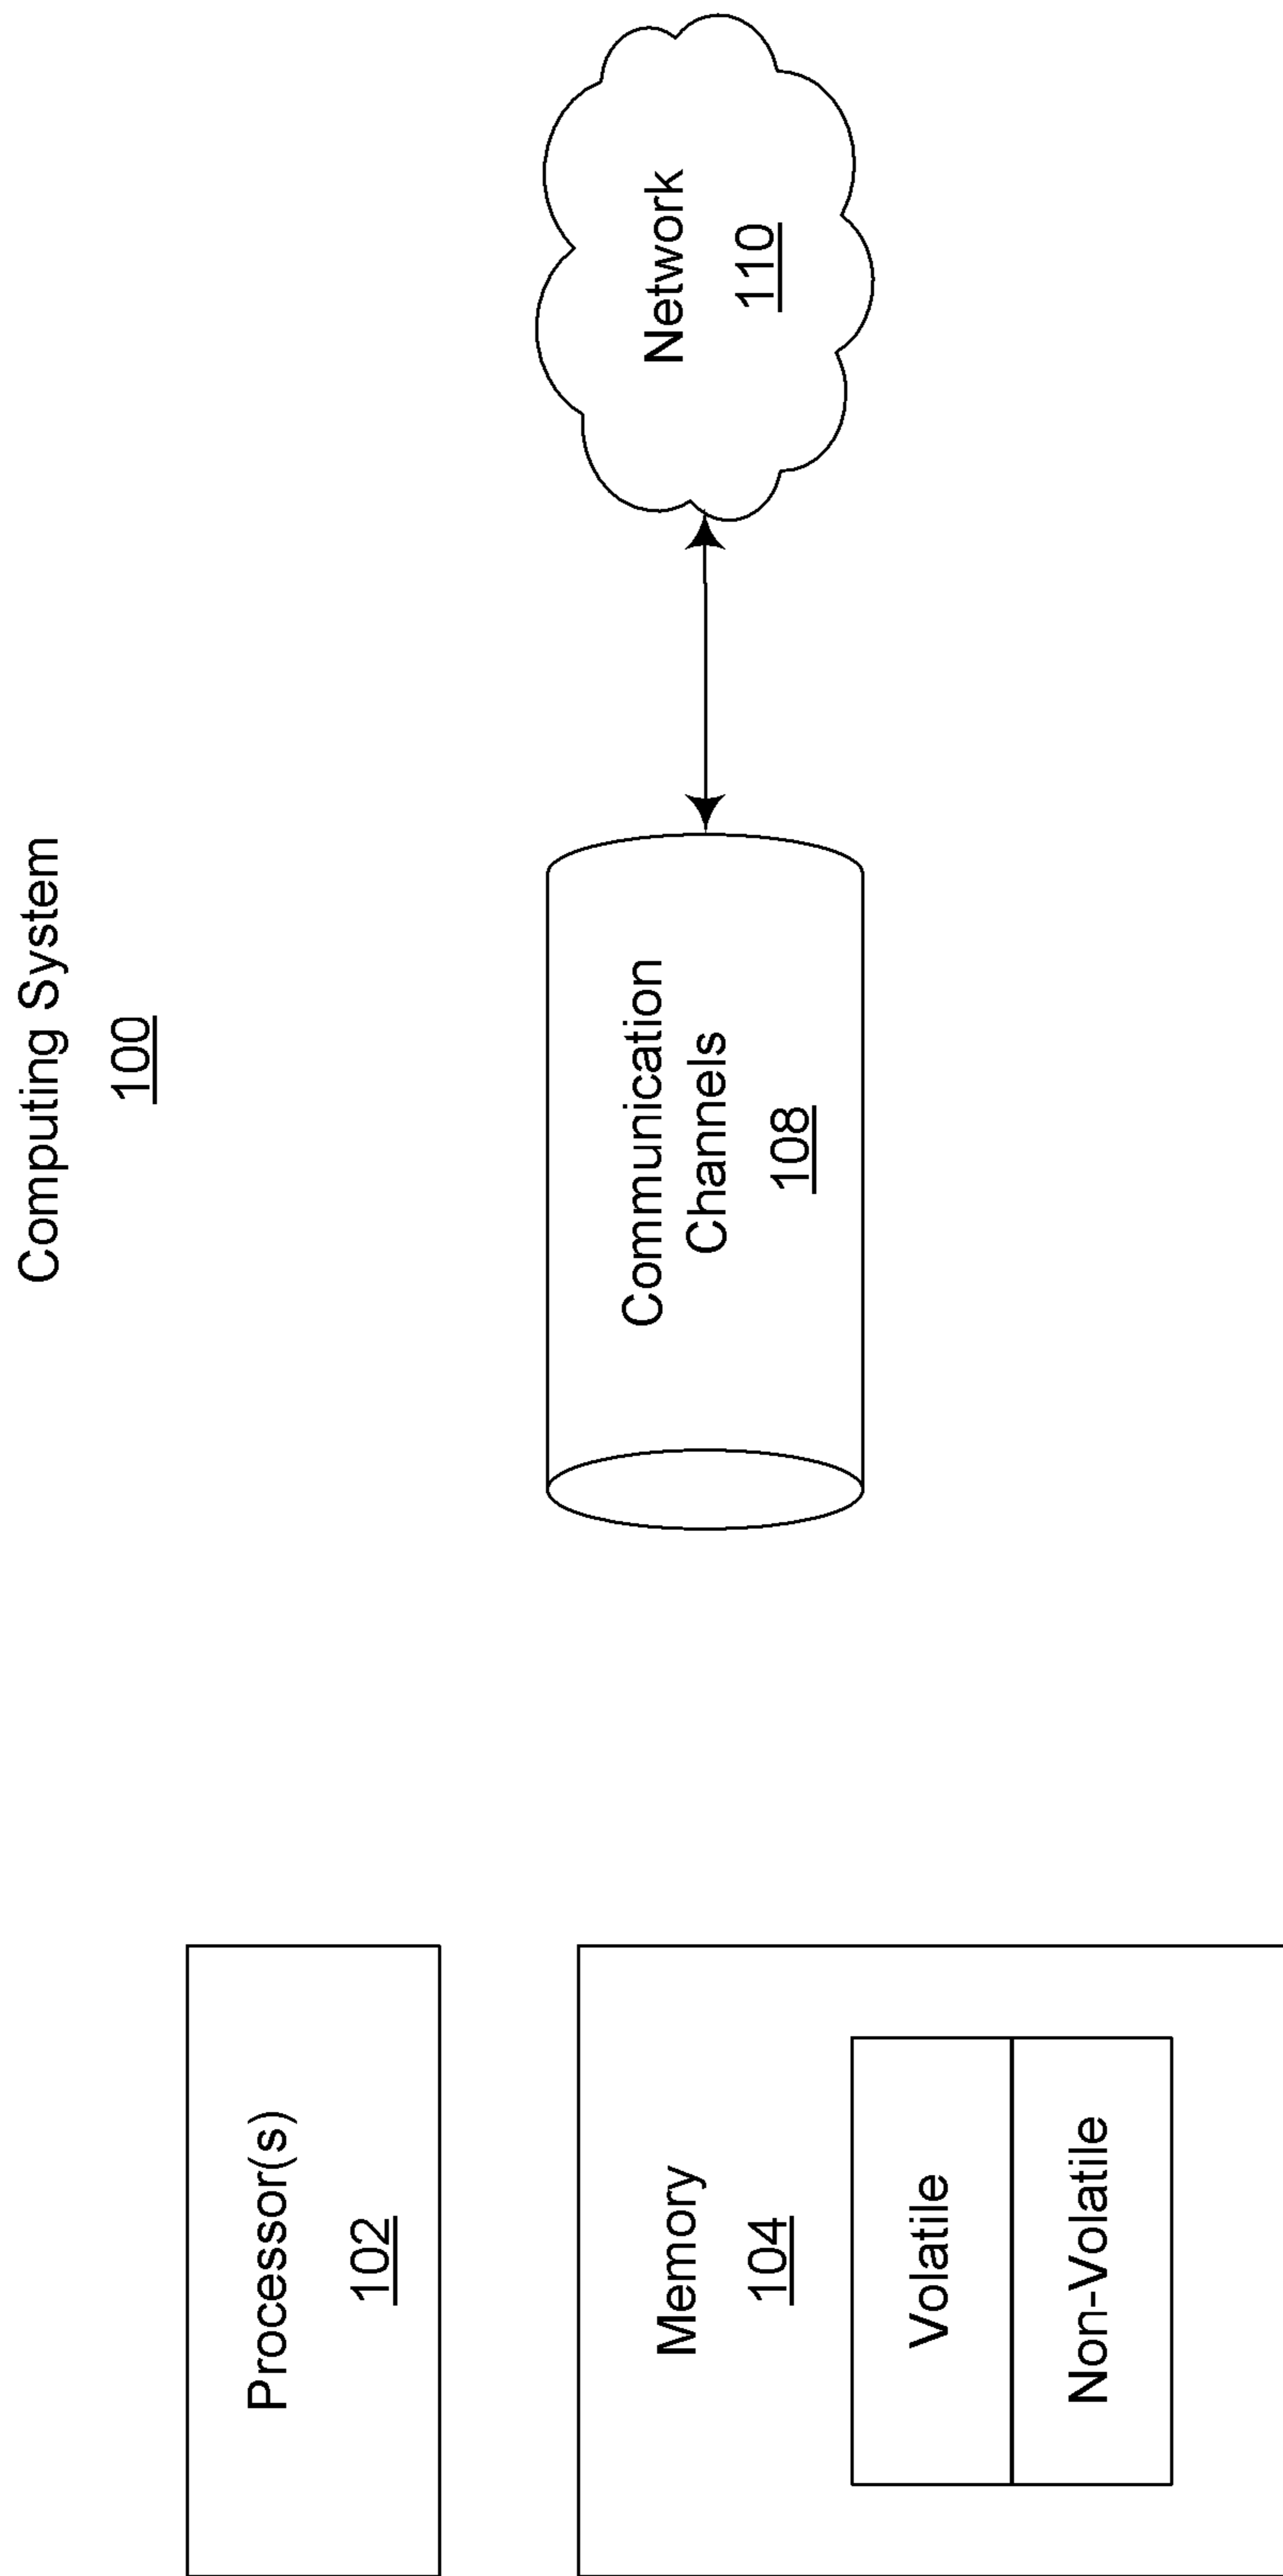 Computing System
100
Processor(s)
102
Memory
104
Volatile
Non-Volatile
Communication
Channels
108
Network
110